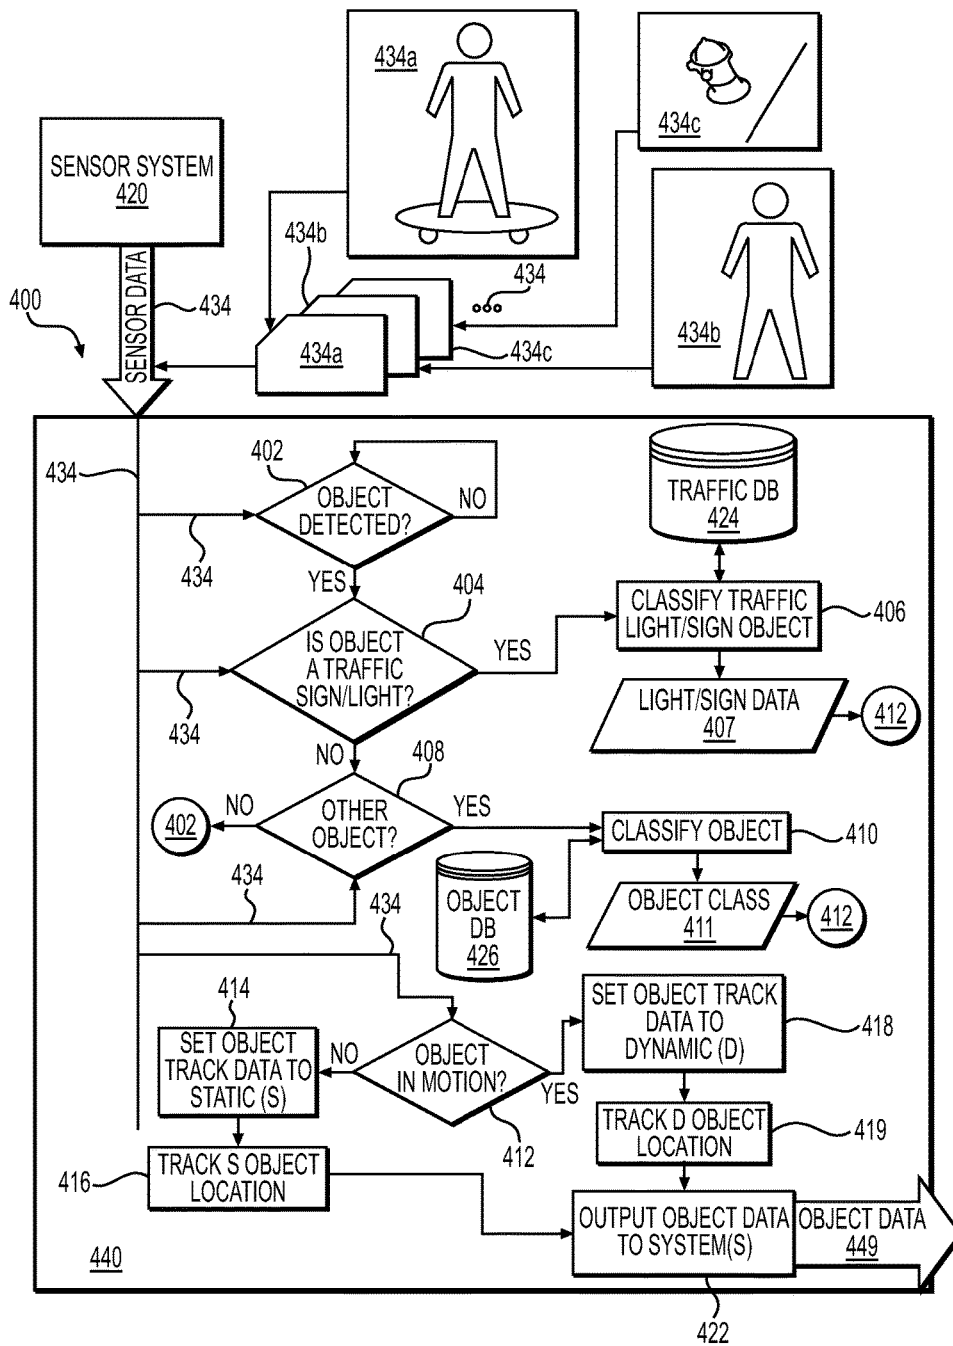 434a
434c
SENSOR SYSTEM
420
434b
434
434b
400
SENSOR DATA
434
434a
434c
434
402
OBJECT
DETECTED?
NO
434
YES
TRAFFIC DB
424
404
IS OBJECT
A TRAFFIC
SIGN/LIGHT?
YES
434
NO
CLASSIFY TRAFFIC
LIGHT/SIGN OBJECT
406
LIGHT/SIGN DATA
407
412
408
402
NO
OTHER
OBJECT?
YES
CLASSIFY OBJECT
410
434
434
OBJECT
DB
426
OBJECT CLASS
411
412
414
SET OBJECT
TRACK DATA TO
STATIC (S)
NO
OBJECT
IN MOTION?
YES
412
SET OBJECT TRACK
DATA TO
DYNAMIC (D)
418
TRACK D OBJECT
LOCATION
419
416
TRACK S OBJECT
LOCATION
OUTPUT OBJECT DATA
TO SYSTEM(S)
OBJECT DATA
449
440
422